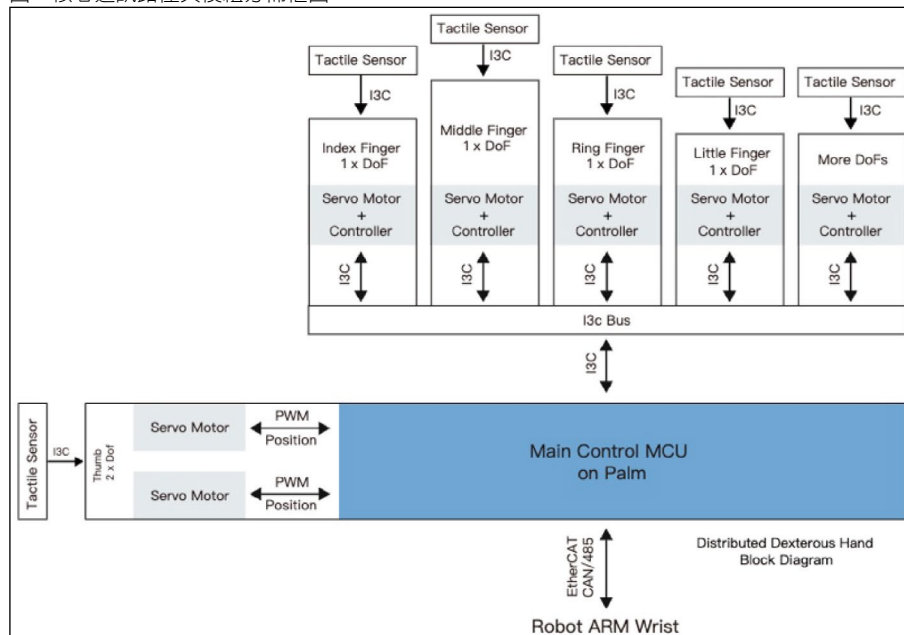 Tactile Sensor
I3C
Tactile Sensor
I3C
Tactile Sensor
I3C
Tactile Sensor
I3C
Tactile Sensor
I3C
Index Finger
1 x DoF
Servo Motor
+
Controller
I3C
Middle Finger
1 x DoF
Servo Motor
+
Controller
I3C
Ring Finger
1 x DoF
Servo Motor
+
Controller
I3C
Little Finger
1 x DoF
Servo Motor
+
Controller
I3C
More DoFs
Servo Motor
+
Controller
I3C
I3c Bus
I3C
Tactile Sensor
I3C
Thumb
2 x Dof
Servo Motor
PWM
Position
Servo Motor
PWM
Position
Main Control MCU
on Palm
EtherCAT
CAN/485
Distributed Dexterous Hand
Block Diagram
Robot ARM Wrist